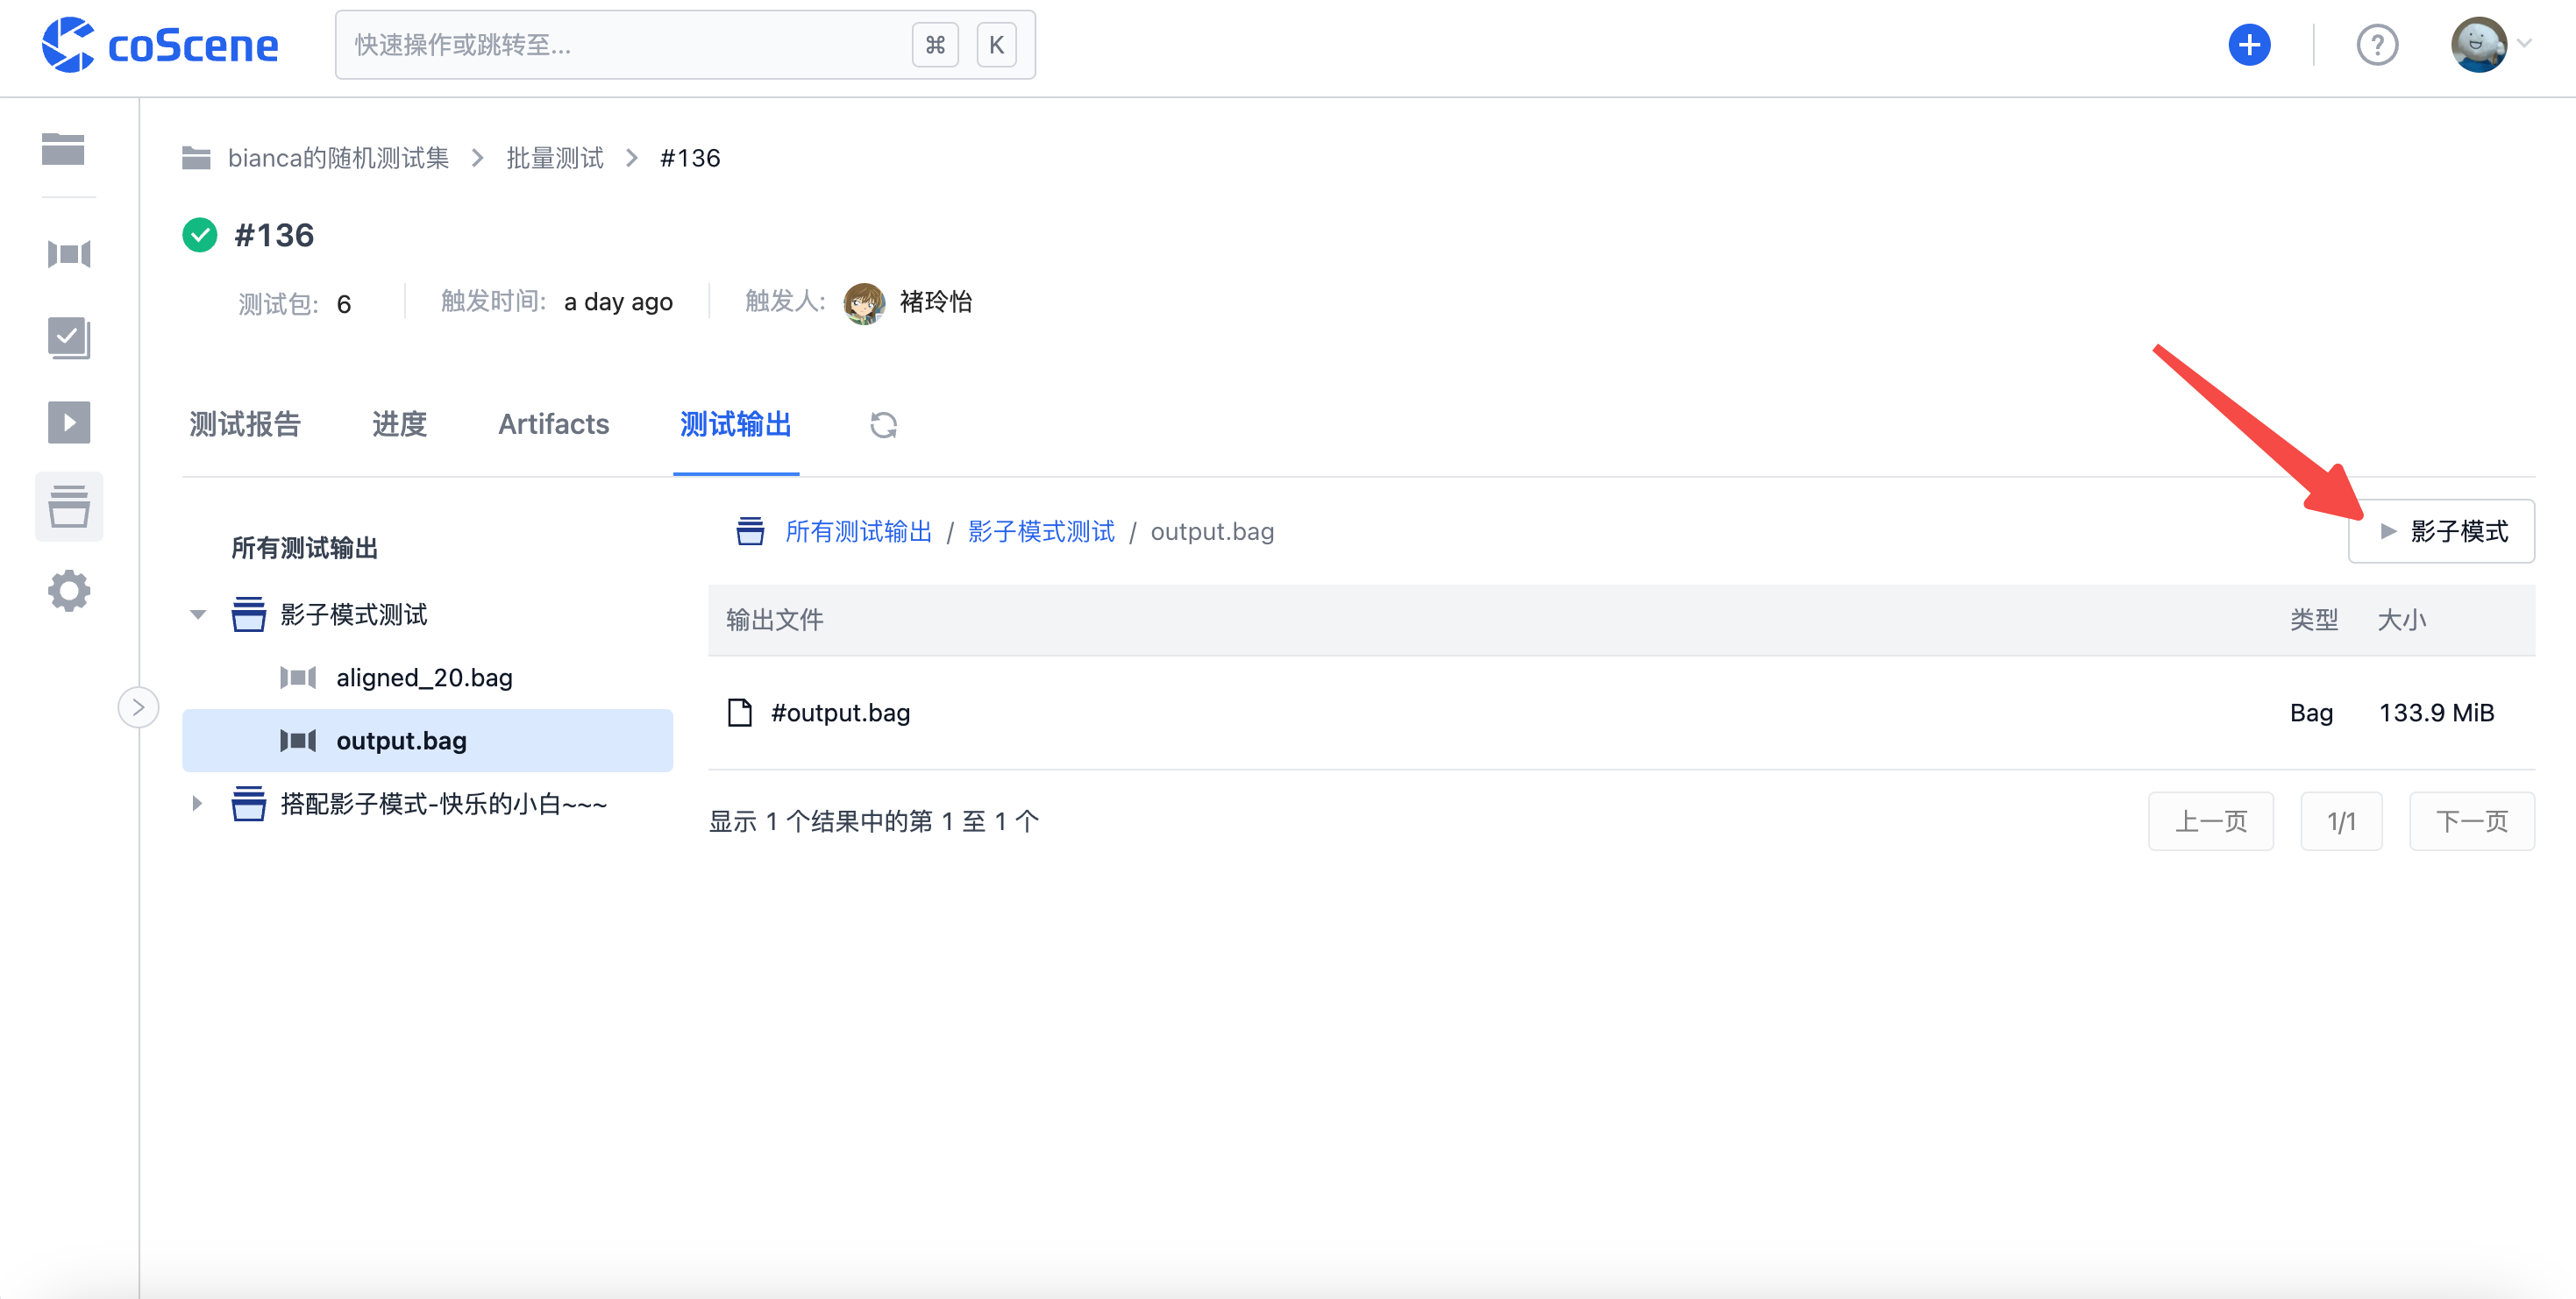 coScene
快速操作或跳转至... ⌘ K
bianca的随机测试集 > 批量测试 > #136
#136
测试包: 6 触发时间: a day ago 触发人: 褚玲怡
测试报告 进度 Artifacts 测试输出
所有测试输出 / 影子模式测试 / output.bag 影子模式
所有测试输出
影子模式测试
aligned_20.bag
output.bag
搭配影子模式-快乐的小白~~~
输出文件 类型 大小
#output.bag Bag 133.9 MiB
显示 1 个结果中的第 1 至 1 个 上一页 1/1 下一页